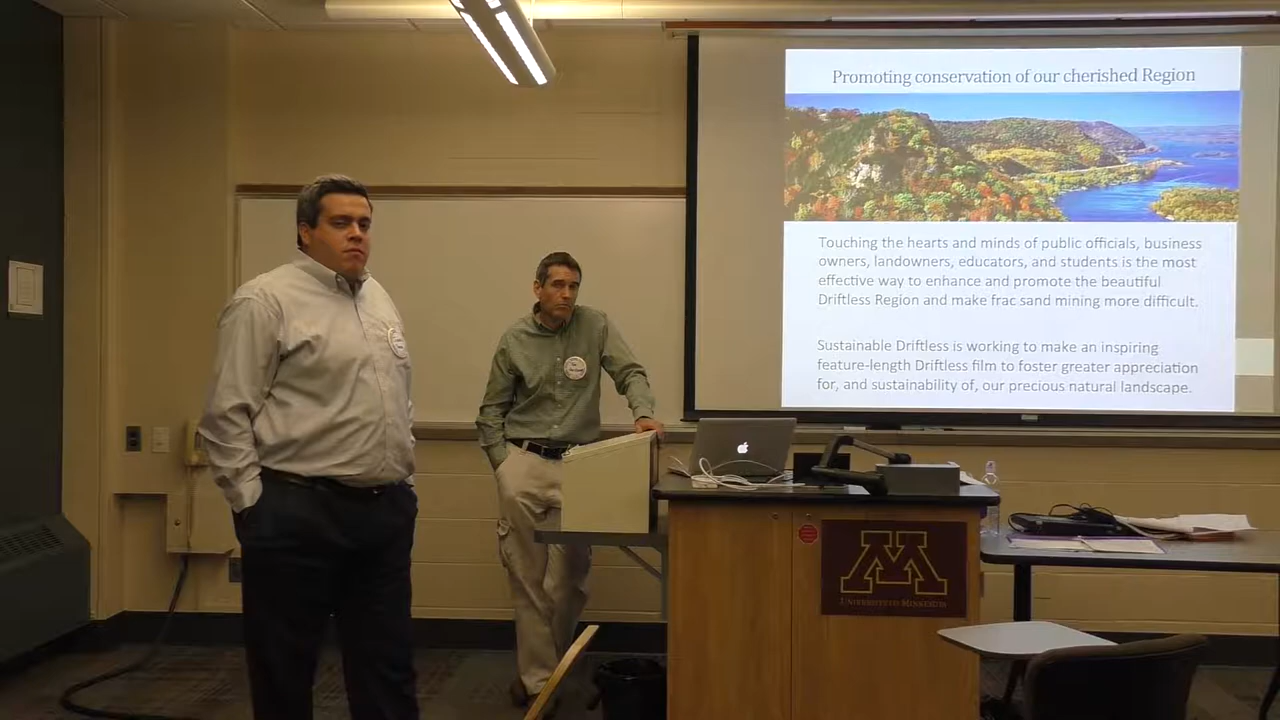 Promoting conservation of our cherished Region
Touching the hearts and minds of public officials, business
owners, landowners, educators, and students is the most
effective way to enhance and promote the beautiful
Driftless Region and make frac sand mining more difficult.
Sustainable Driftless is working to make an inspiring
feature-length Driftless film to foster greater appreciation
for, and sustainability of, our precious natural landscape.
M
UNIVERSITY OF MINNESOTA